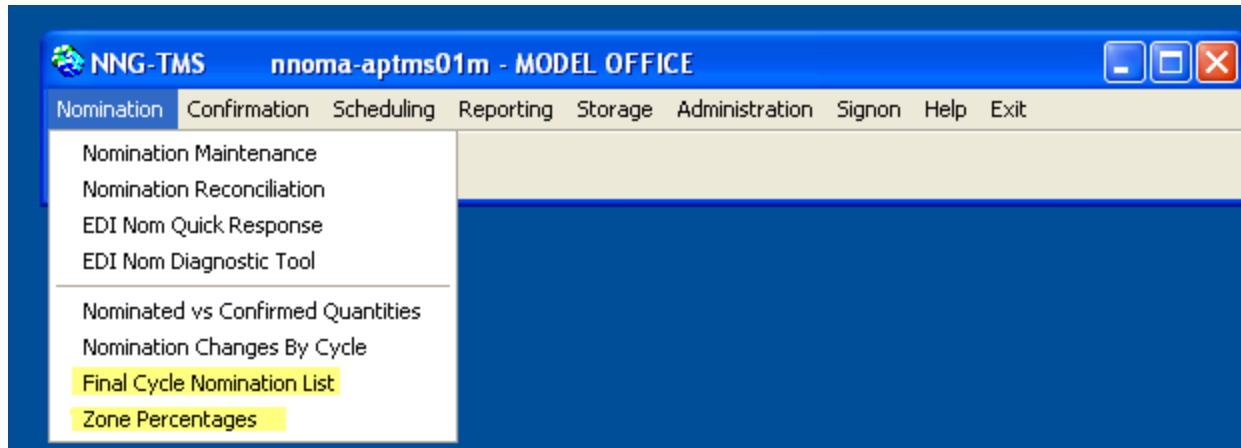 NNG-TMS nnoma-aptms01m - MODEL OFFICE
Nomination Confirmation Scheduling Reporting Storage Administration Signon Help Exit
Nomination Maintenance
Nomination Reconciliation
EDI Nom Quick Response
EDI Nom Diagnostic Tool
Nominated vs Confirmed Quantities
Nomination Changes By Cycle
Final Cycle Nomination List
Zone Percentages